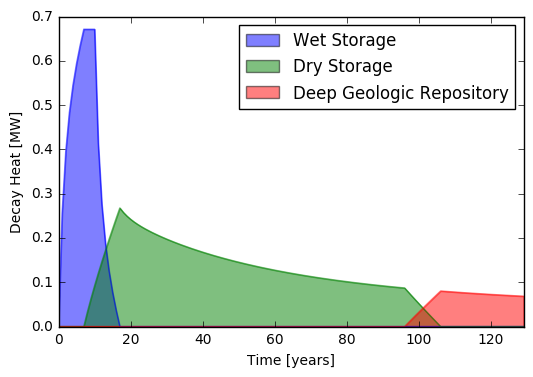 0.7
0.6
0.5
0.4
0.3
0.2
0.1
0.0
Decay Heat [MW]
Wet Storage
Dry Storage
Deep Geologic Repository
0 20 40 60 80 100 120
Time [years]